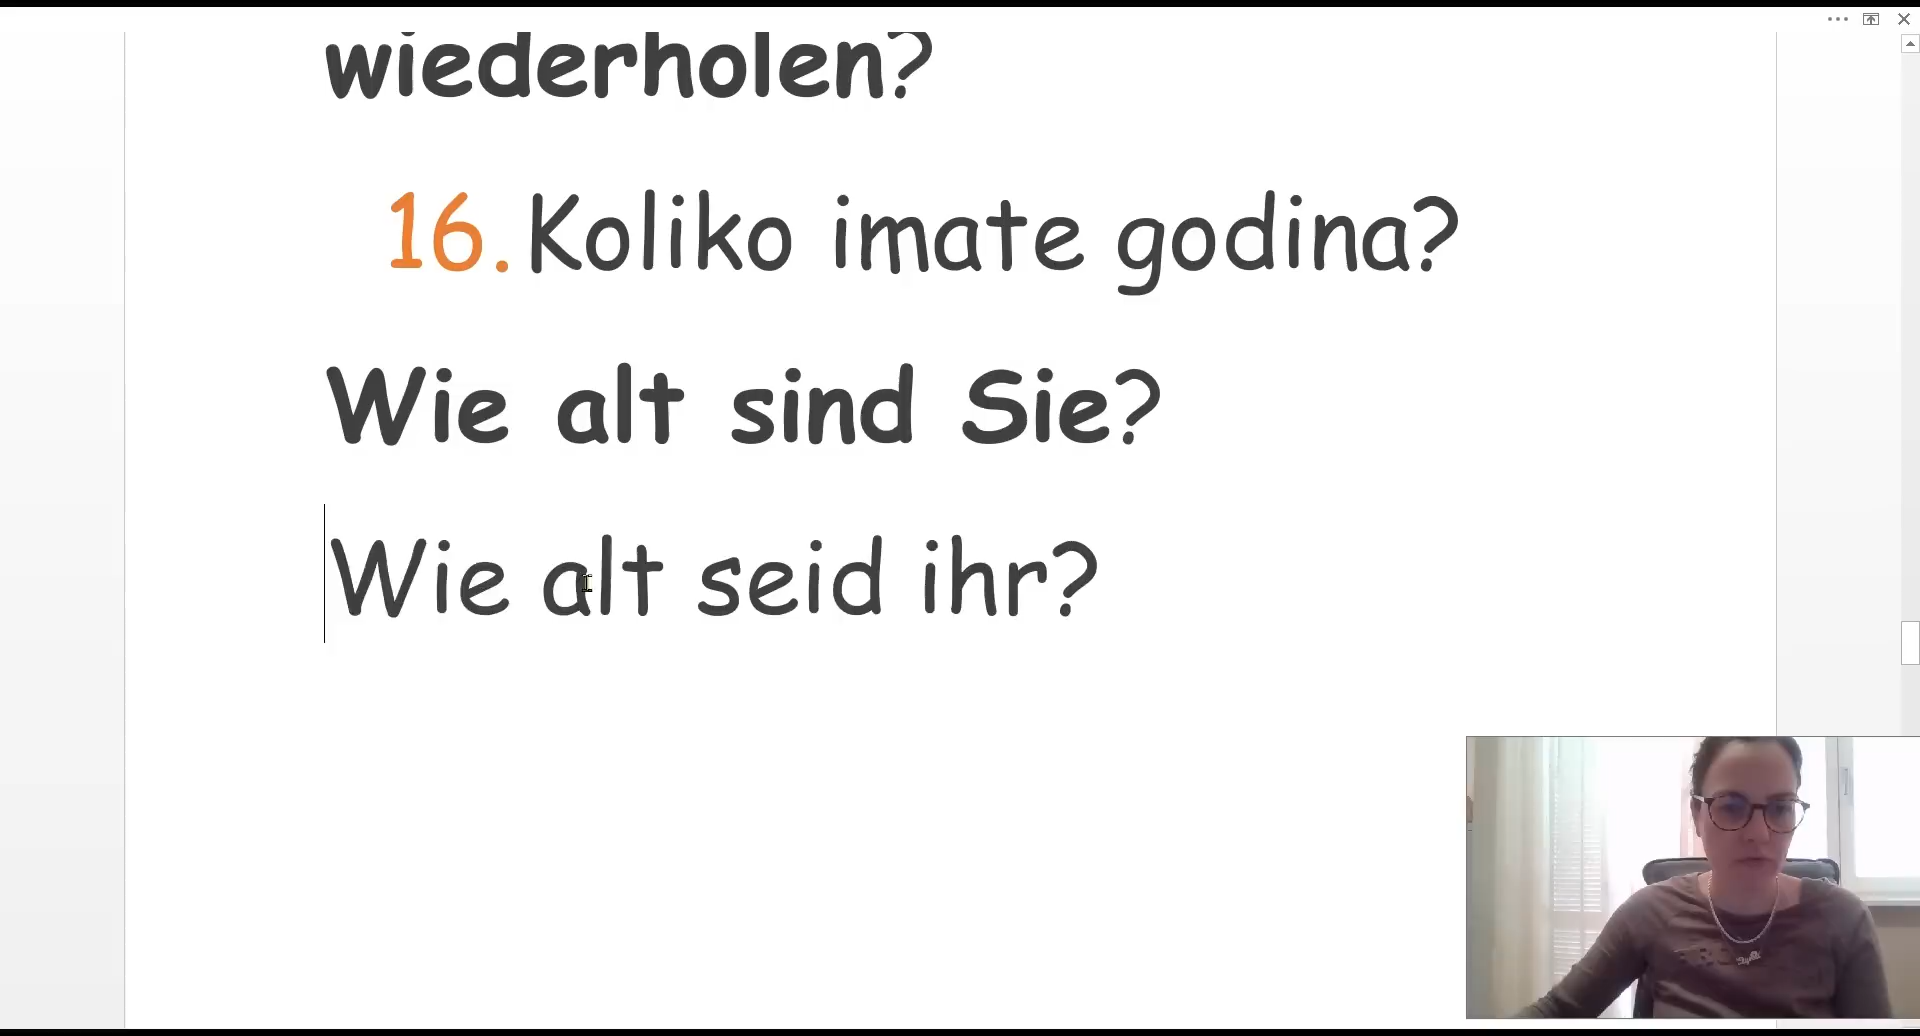 wiederholen?
16. Koliko imate godina?
Wie alt sind Sie?
Wie alt seid ihr?